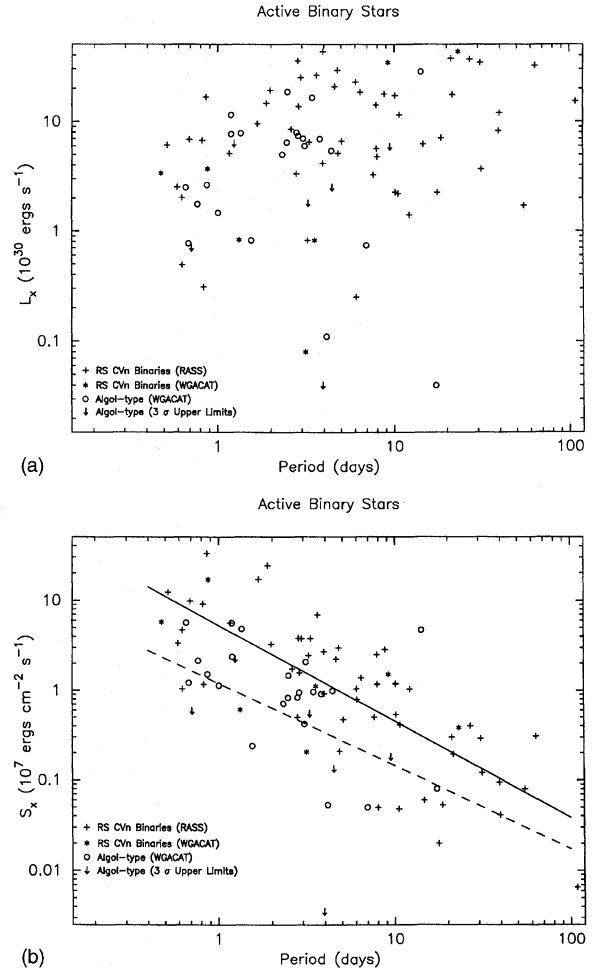 Active Binary Stars
10
1
0.1
Lx (10^30 ergs s^-1)
+ RS CVn Binaries (RASS)
* RS CVn Binaries (WGACAT)
o Algol-type (WGACAT)
↓ Algol-type (3 σ Upper Limits)
1 10 100
(a)
Period (days)
Active Binary Stars
10
1
0.1
0.01
Sx (10^7 ergs cm^-2 s^-1)
+ RS CVn Binaries (RASS)
* RS CVn Binaries (WGACAT)
o Algol-type (WGACAT)
↓ Algol-type (3 σ Upper Limits)
1 10 100
(b)
Period (days)